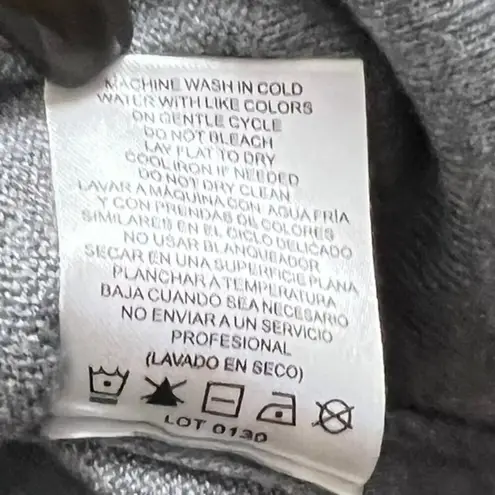 MACHINE WASH IN COLD
WATER WITH LIKE COLORS
ON GENTLE CYCLE
DO NOT BLEACH
LAY FLAT TO DRY
COOL IRON IF NEEDED
DO NOT DRY CLEAN
LAVAR A MÁQUINA CON AGUA FRÍA
Y CON PRENDAS DE COLORES
SIMILARES EN EL CICLO DELICADO
NO USAR BLANQUEADOR
SECAR EN UNA SUPERFICIE PLANA
PLANCHAR A TEMPERATURA
BAJA CUANDO SEA NECESARIO
NO ENVIAR A UN SERVICIO
PROFESIONAL
(LAVADO EN SECO)
LOT 0130